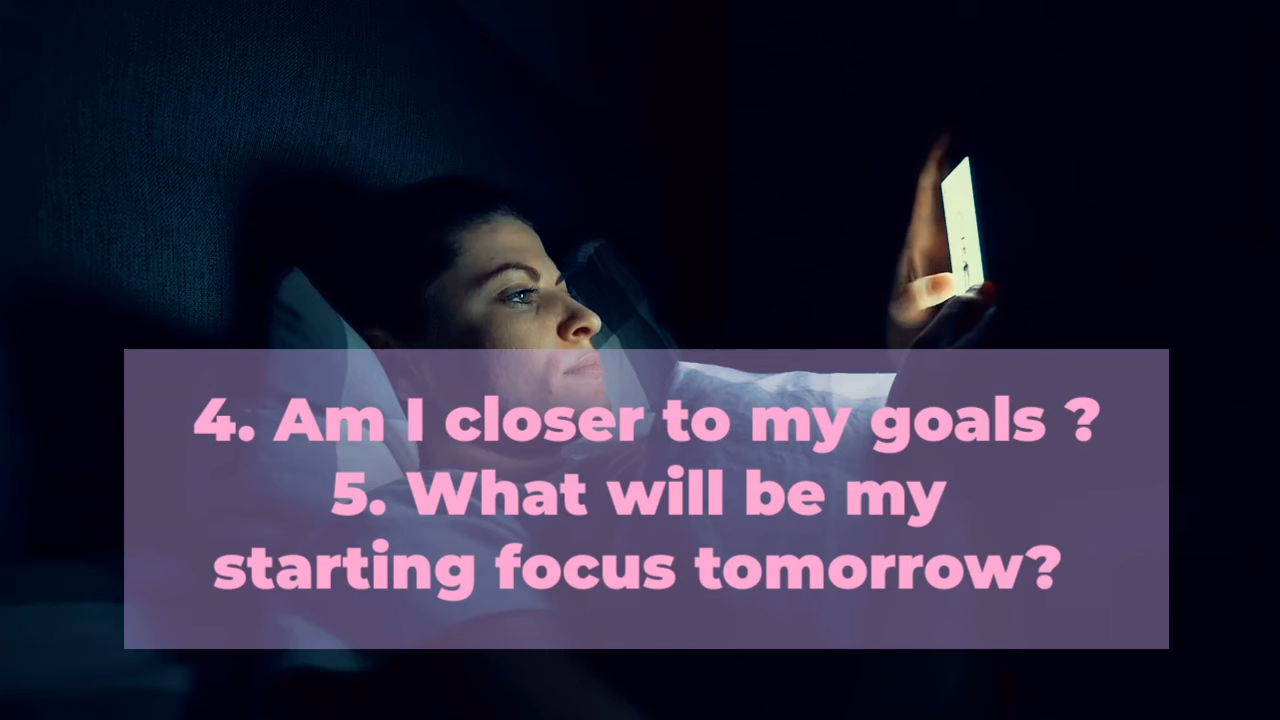 4. Am I closer to my goals ?
5. What will be my
starting focus tomorrow?